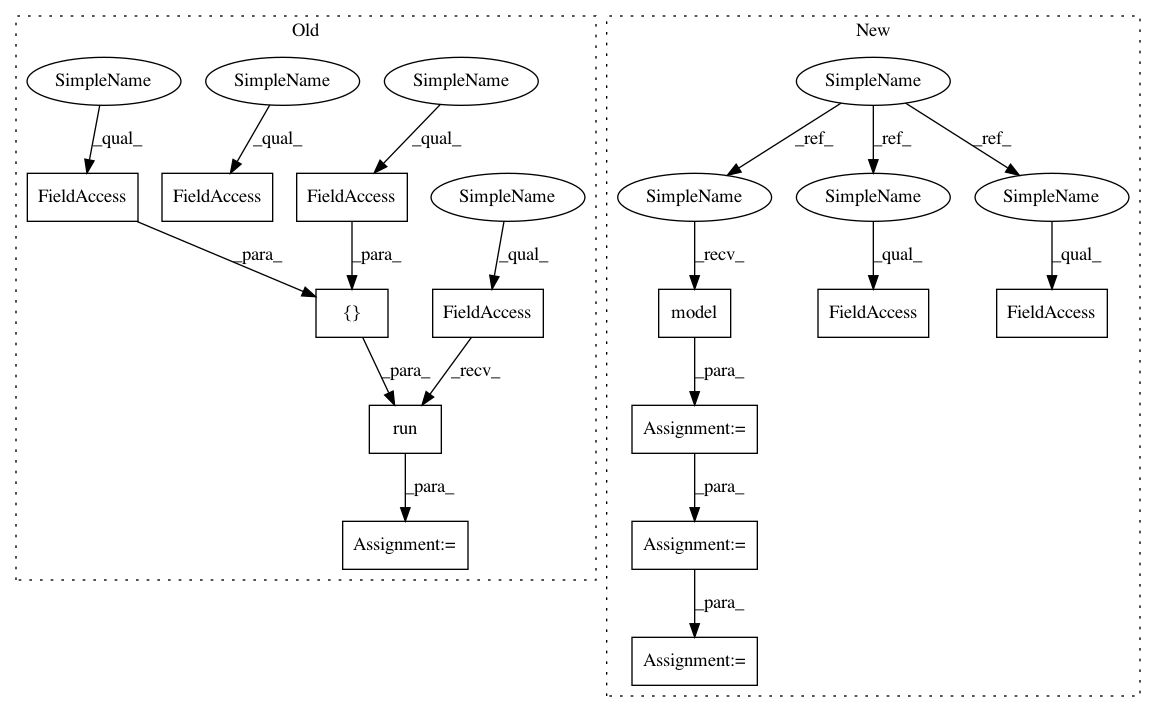 Old
New
SimpleName
SimpleName
SimpleName
SimpleName
_qual_
_qual_
_qual_
_ref_
_ref_
_ref_
FieldAccess
FieldAccess
FieldAccess
SimpleName
SimpleName
SimpleName
SimpleName
_para_
_para_
_qual_
_recv_
_qual_
_qual_
{}
FieldAccess
model
FieldAccess
FieldAccess
_para_
_recv_
_para_
run
Assignment:=
_para_
_para_
Assignment:=
Assignment:=
_para_
Assignment:=